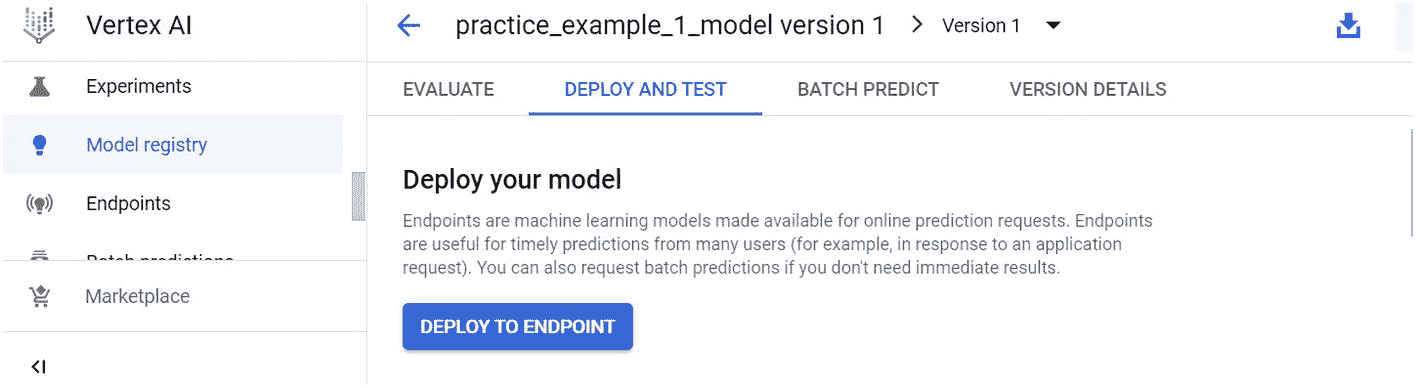 Vertex AI
practice_example_1_model version 1
Version 1
Experiments
Model registry
Endpoints
Batch predictions
Marketplace
EVALUATE
DEPLOY AND TEST
BATCH PREDICT
VERSION DETAILS
Deploy your model
Endpoints are machine learning models made available for online prediction requests. Endpoints
are useful for timely predictions from many users (for example, in response to an application
request). You can also request batch predictions if you don't need immediate results.
DEPLOY TO ENDPOINT